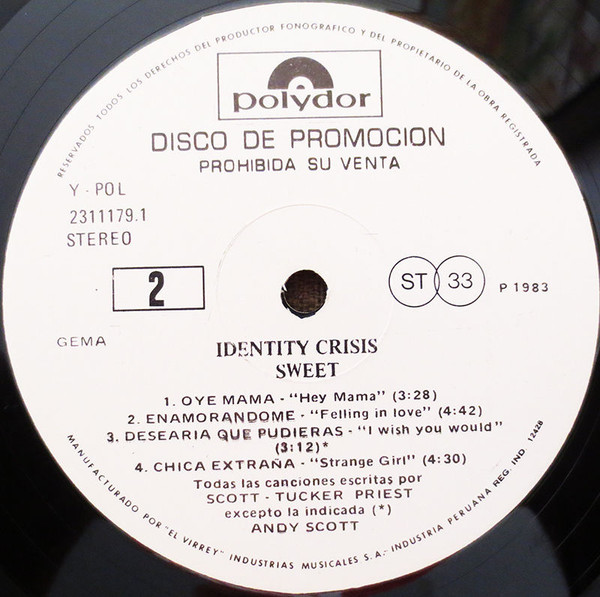 RESERVADOS TODOS LOS DERECHOS DEL PRODUCTOR FONOGRAFICO Y DEL PROPIETARIO DE LA OBRA REGISTRADA
polydor
DISCO DE PROMOCION
PROHIBIDA SU VENTA
Y - POL
2311179.1
STEREO
2
ST 33
P 1983
GEMA
IDENTITY CRISIS
SWEET
1. OYE MAMA - "Hey Mama" (3:28)
2. ENAMORANDOME - "Felling in love" (4:42)
3. DESEARIA QUE PUDIERAS - "I wish you would"
(3:12)*
4. CHICA EXTRAÑA - "Strange Girl" (4:30)
Todas las canciones escritas por
SCOTT - TUCKER PRIEST
excepto la indicada (*)
ANDY SCOTT
MANUFACTURADO POR "EL VIRREY" INDUSTRIAS MUSICALES S.A.- INDUSTRIA PERUANA REG. IND 12428